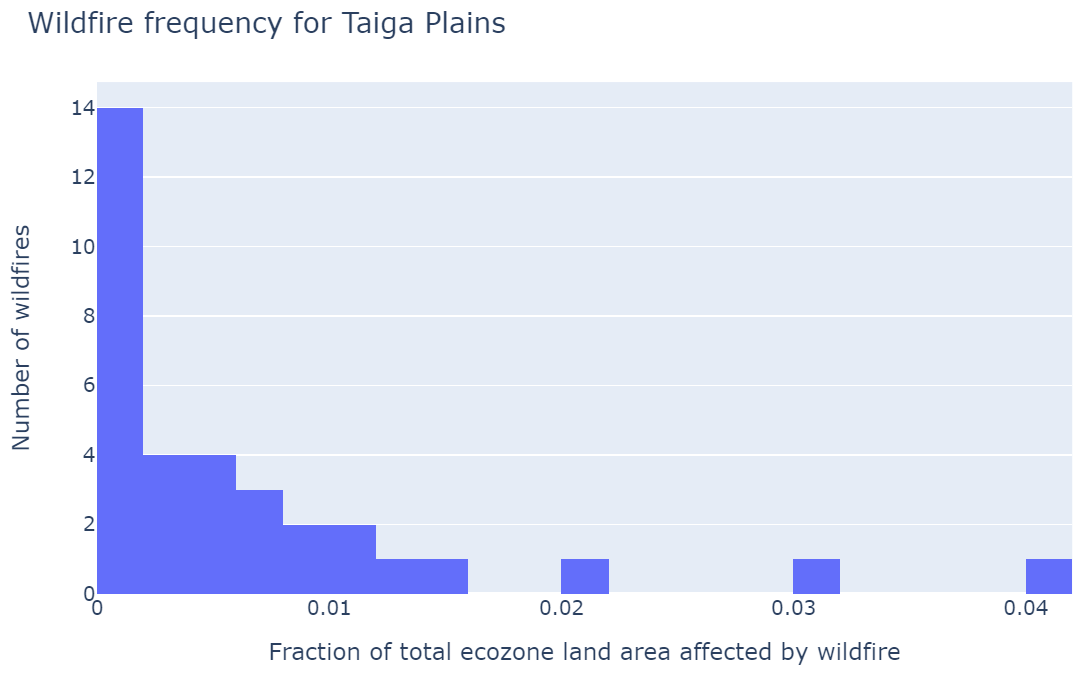 Wildfire frequency for Taiga Plains
14
12
10
8
6
4
2
0
Number of wildfires
0 0.01 0.02 0.03 0.04
Fraction of total ecozone land area affected by wildfire